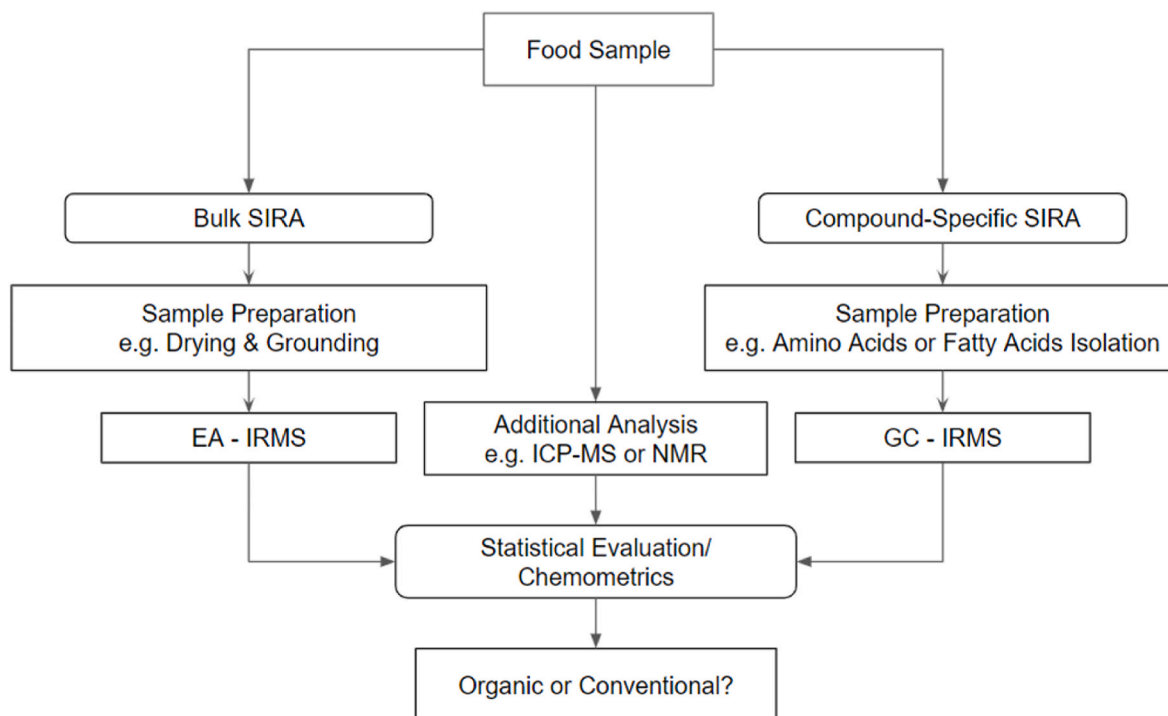 Food Sample
Bulk SIRA
Compound-Specific SIRA
Sample Preparation
e.g. Drying & Grounding
Sample Preparation
e.g. Amino Acids or Fatty Acids Isolation
EA - IRMS
Additional Analysis
e.g. ICP-MS or NMR
GC - IRMS
Statistical Evaluation/
Chemometrics
Organic or Conventional?